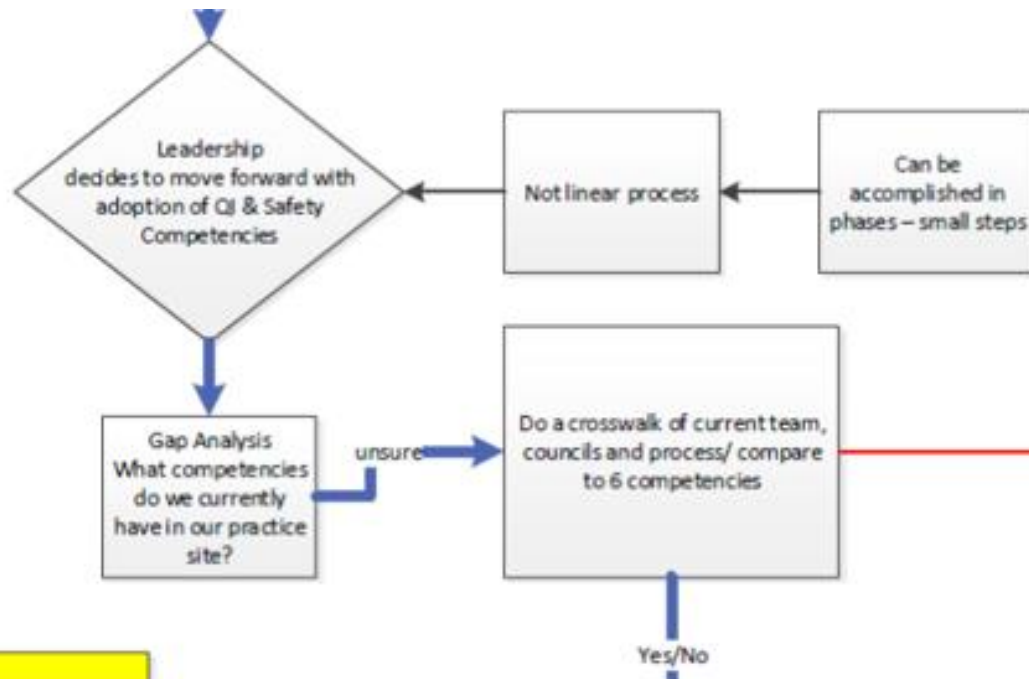 Leadership
decides to move forward with
adoption of QI & Safety
Competencies
Not linear process
Can be
accomplished in
phases – small steps
Gap Analysis
What competencies
do we currently
have in our practice
site?
unsure
Do a crosswalk of current team,
councils and process/ compare
to 6 competencies
Yes/No